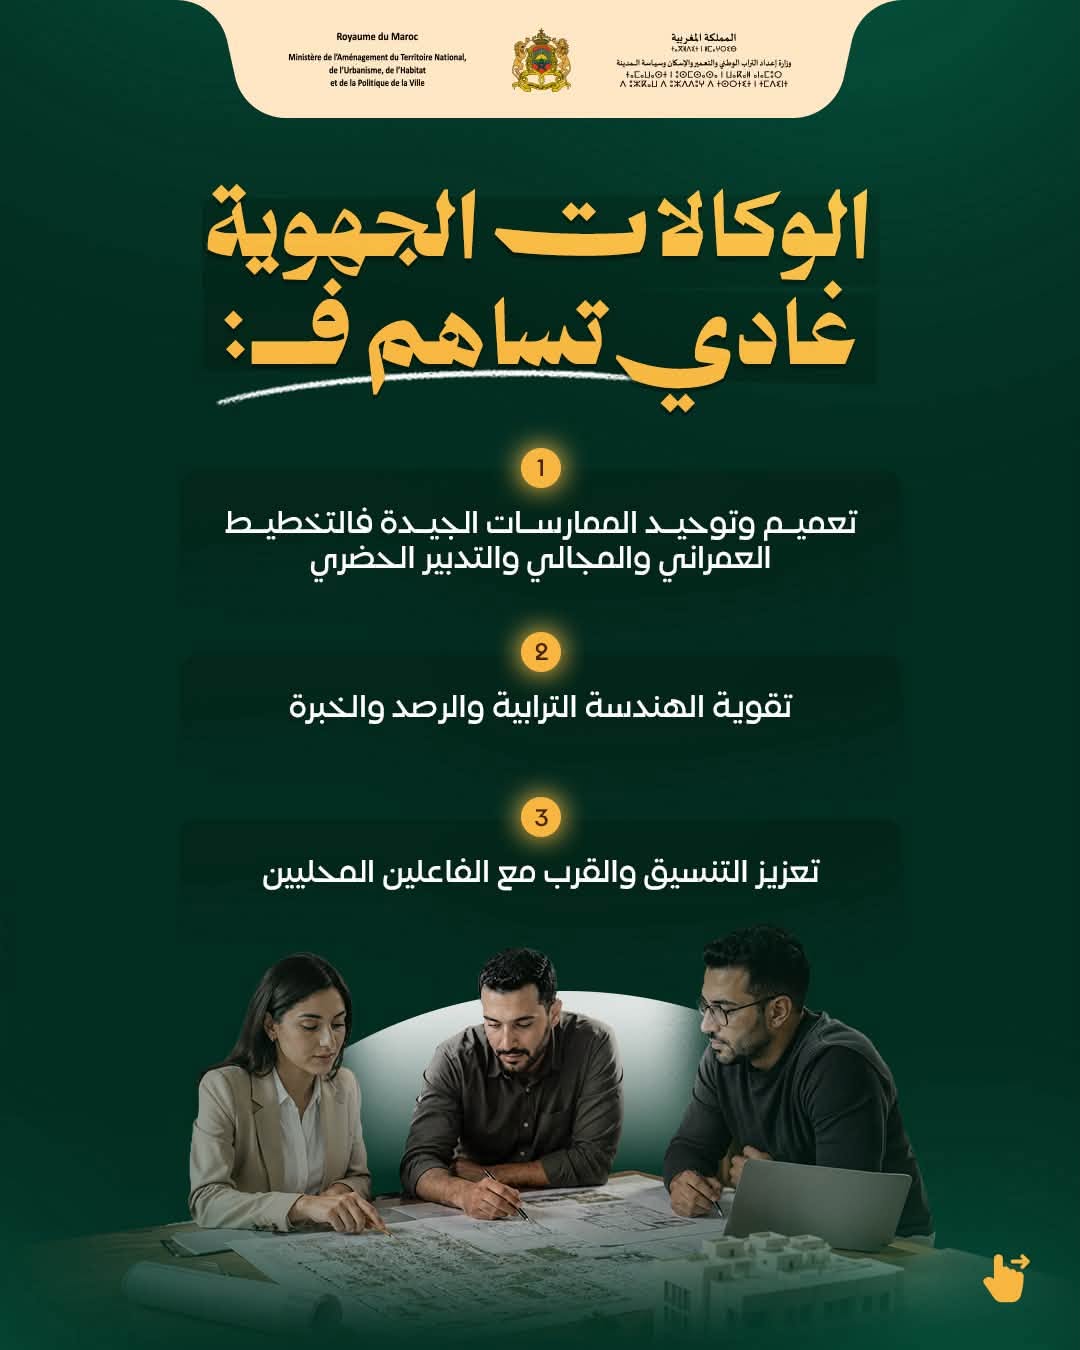 Royaume du Maroc
Ministère de l'Aménagement du Territoire National,
de l'Urbanisme, de l'Habitat
et de la Politique de la Ville
المملكة المغربية
ⵜⴰⴳⵍⴷⵉⵜ ⵏ ⵍⵎⵖⵔⵉⴱ
وزارة إعداد التراب الوطني والتعمير والإسكان وسياسة المدينة
الوكالات الجهوية
غادي تساهم ف:
1
تعميم وتوحيد الممارسات الجيدة فالتخطيط
العمراني والمجالي والتدبير الحضري
2
تقوية الهندسة الترابية والرصد والخبرة
3
تعزيز التنسيق والقرب مع الفاعلين المحليين